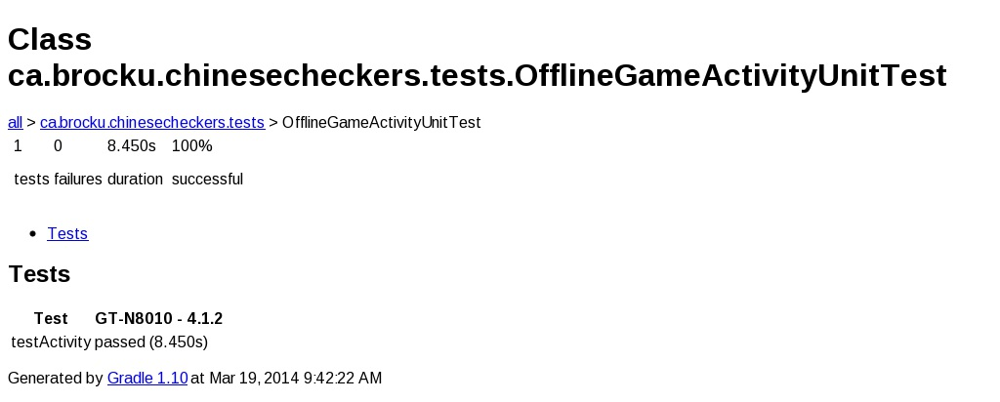 Class
ca.brocku.chinesecheckers.tests.OfflineGameActivityUnitTest
all > ca.brocku.chinesecheckers.tests > OfflineGameActivityUnitTest
1 0 8.450s 100%
tests failures duration successful
• Tests
Tests
Test GT-N8010 - 4.1.2
testActivity passed (8.450s)
Generated by Gradle 1.10 at Mar 19, 2014 9:42:22 AM